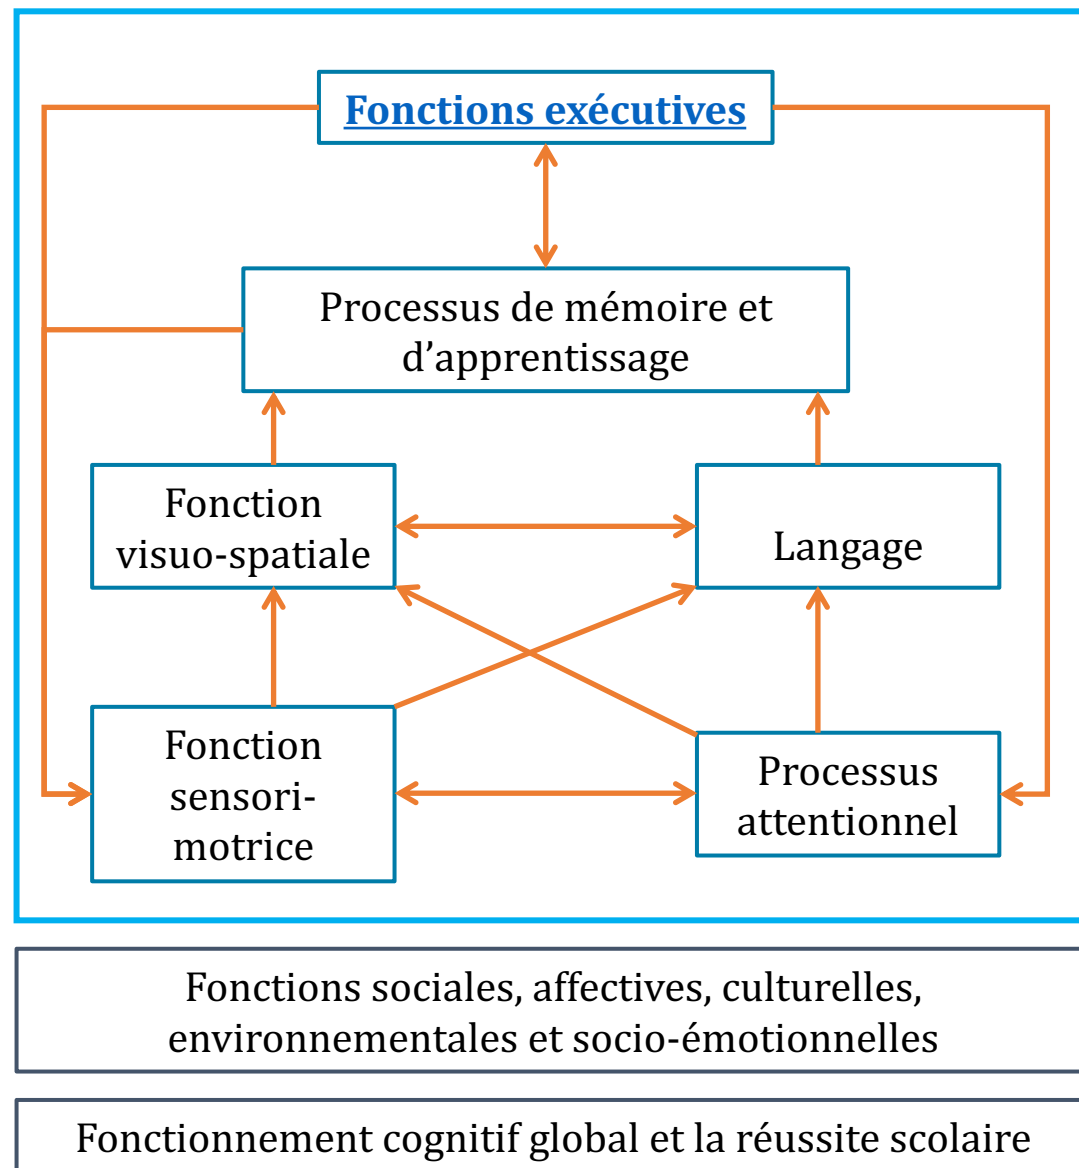 Fonctions exécutives
Processus de mémoire et
d’apprentissage
Fonction
visuo-spatiale
Langage
Fonction
sensori-
motrice
Processus
attentionnel
Fonctions sociales, affectives, culturelles,
environnementales et socio-émotionnelles
Fonctionnement cognitif global et la réussite scolaire